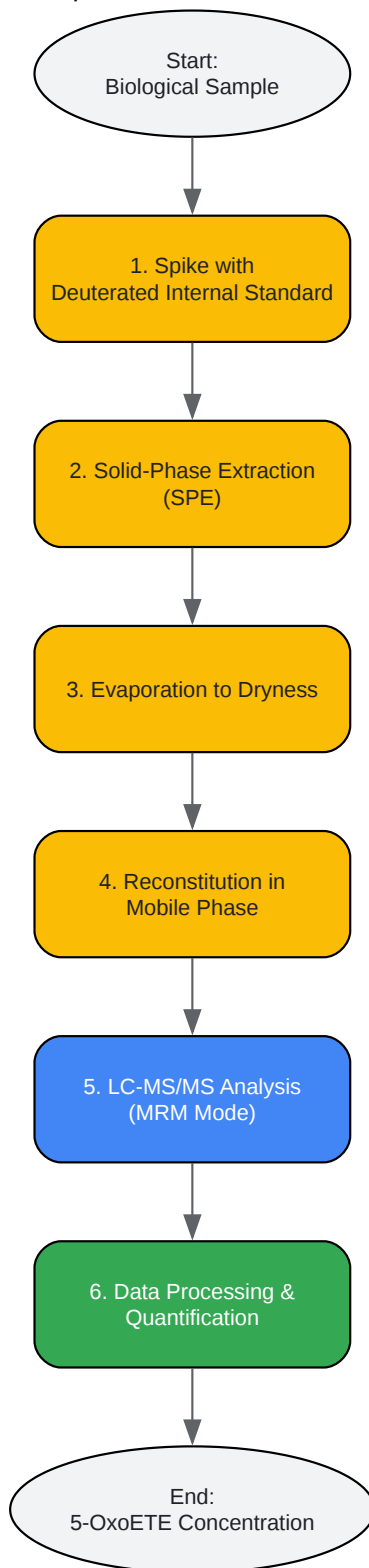 Start:
Biological Sample
1. Spike with
Deuterated Internal Standard
2. Solid-Phase Extraction
(SPE)
3. Evaporation to Dryness
4. Reconstitution in
Mobile Phase
5. LC-MS/MS Analysis
(MRM Mode)
6. Data Processing &
Quantification
End:
5-OxoETE Concentration